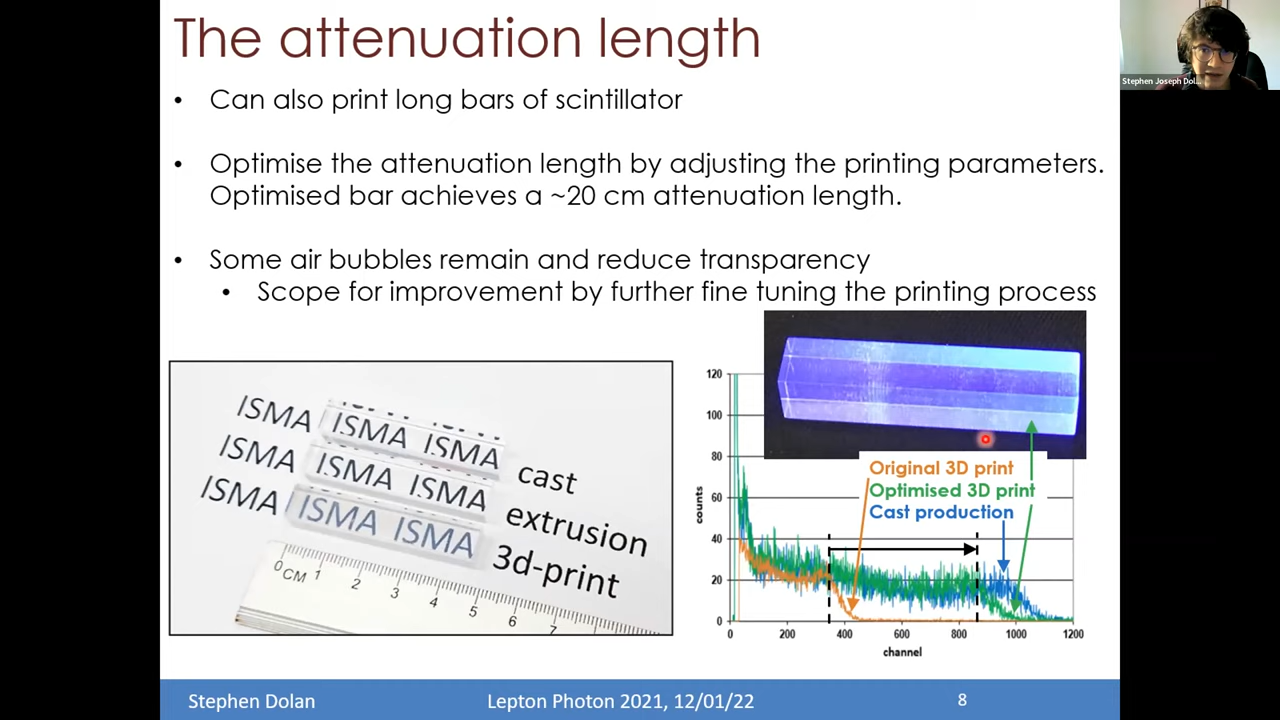 The attenuation length
Stephen Joseph Dol...
• Can also print long bars of scintillator
• Optimise the attenuation length by adjusting the printing parameters.
Optimised bar achieves a ~20 cm attenuation length.
• Some air bubbles remain and reduce transparency
• Scope for improvement by further fine tuning the printing process
ISMA ISMA ISMA cast
ISMA ISMA ISMA extrusion
ISMA ISMA ISMA 3d-print
0 CM 1 2 3 4 5 6 7
120
100
80
60
40
20
0
counts
Original 3D print
Optimised 3D print
Cast production
0 200 400 600 800 1000 1200
channel
Stephen Dolan Lepton Photon 2021, 12/01/22 8